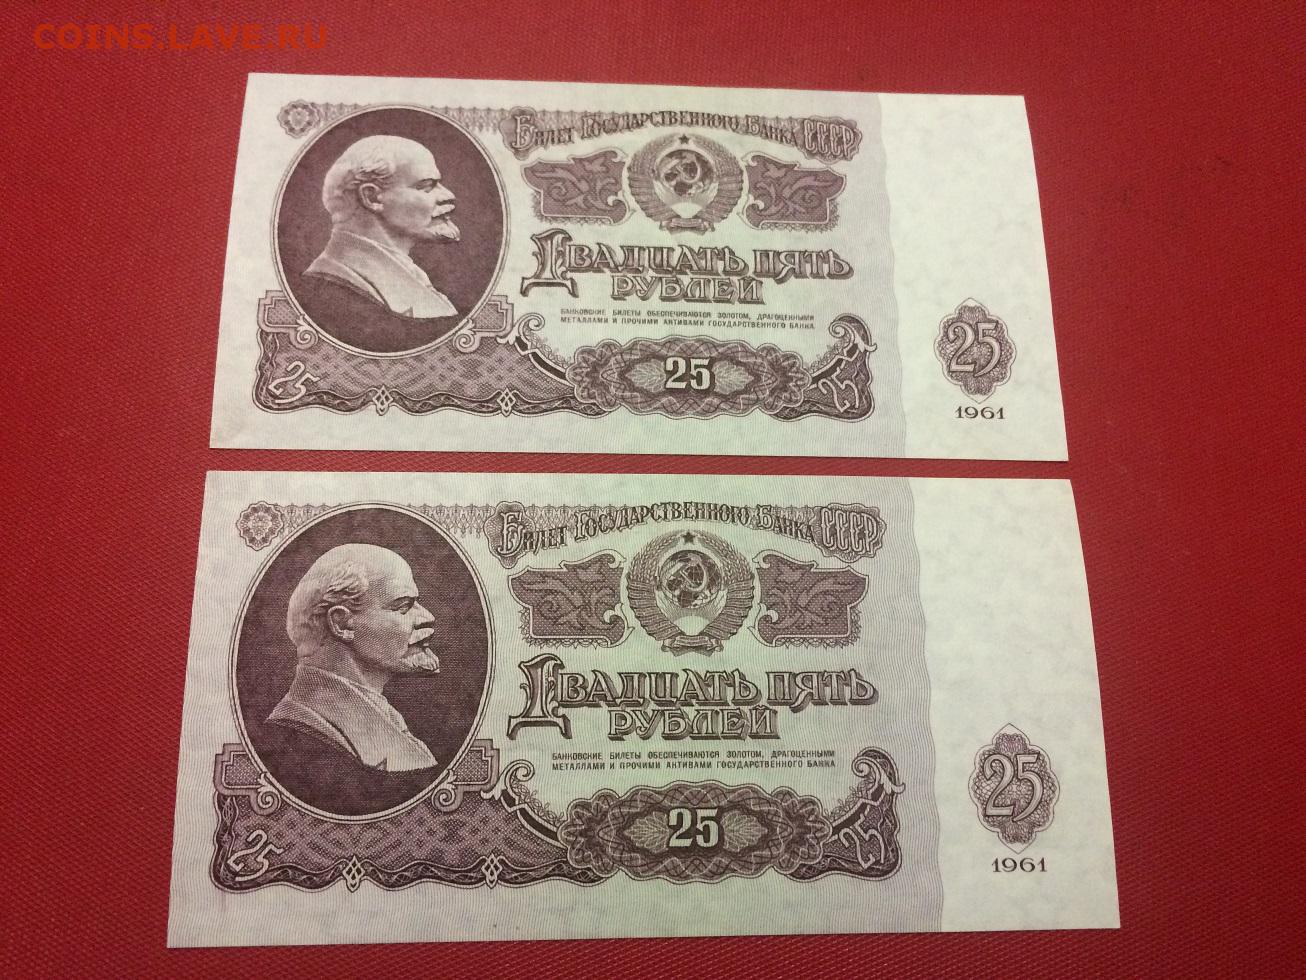 COINS.LAVE.RU
Билет Государственного Банка СССР
Двадцать пять
рублей
БАНКОВСКИЕ БИЛЕТЫ ОБЕСПЕЧИВАЮТСЯ ЗОЛОТОМ, ДРАГОЦЕННЫМИ
МЕТАЛЛАМИ И ПРОЧИМИ АКТИВАМИ ГОСУДАРСТВЕННОГО БАНКА
25
25
25
25
1961
Билет Государственного Банка СССР
Двадцать пять
рублей
БАНКОВСКИЕ БИЛЕТЫ ОБЕСПЕЧИВАЮТСЯ ЗОЛОТОМ, ДРАГОЦЕННЫМИ
МЕТАЛЛАМИ И ПРОЧИМИ АКТИВАМИ ГОСУДАРСТВЕННОГО БАНКА
25
25
25
25
1961